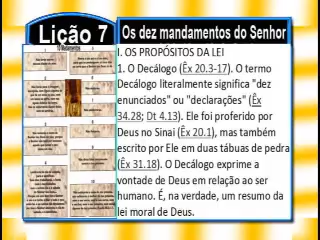 Lição 7
Os dez mandamentos do Senhor
10 Mandamentos
I. OS PROPÓSITOS DA LEI
1. O Decálogo (Êx 20.3-17). O termo
Decálogo literalmente significa "dez
enunciados" ou "declarações" (Êx
34.28; Dt 4.13). Ele foi proferido por
Deus no Sinai (Êx 20.1), mas também
escrito por Ele em duas tábuas de pedra
(Êx 31.18). O Decálogo exprime a
vontade de Deus em relação ao ser
humano. É, na verdade, um resumo da
lei moral de Deus.